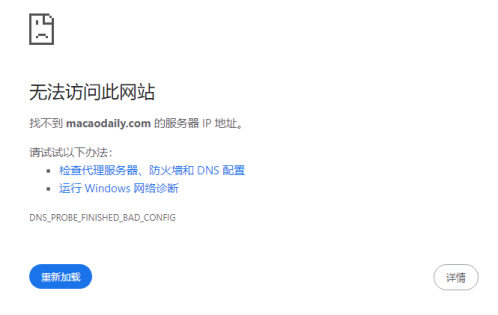 无法访问此网站
找不到 macaodaily.com 的服务器 IP 地址。
请试试以下办法：
• 检查代理服务器、防火墙和 DNS 配置
• 运行 Windows 网络诊断
DNS_PROBE_FINISHED_BAD_CONFIG
重新加载 详情